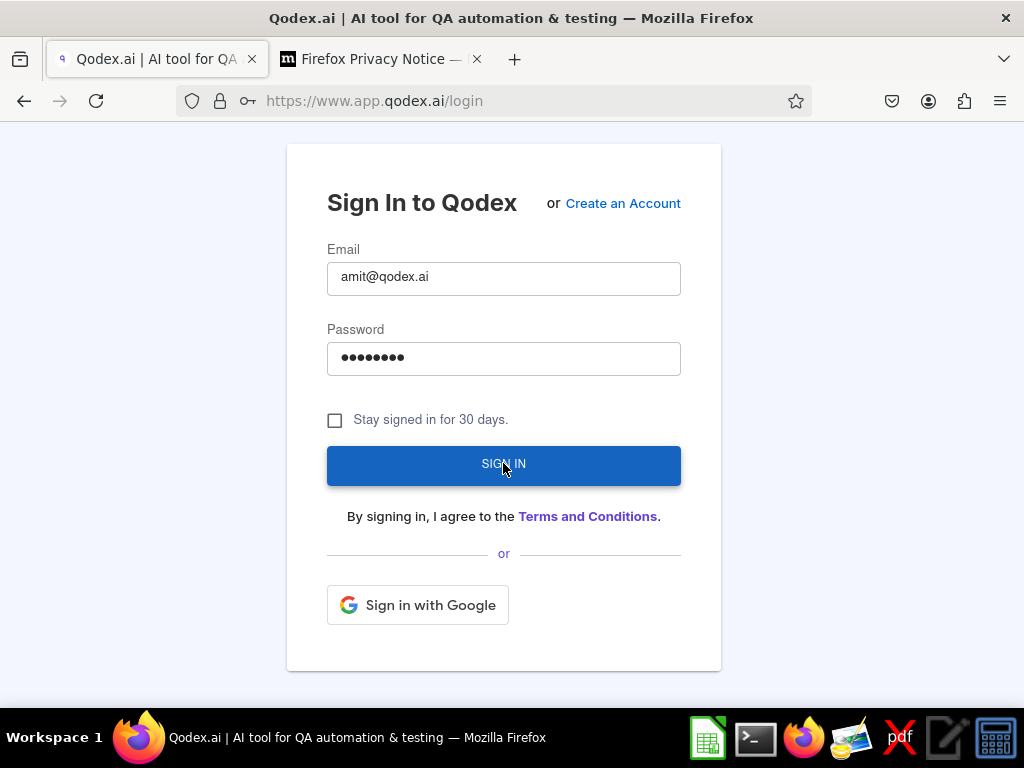 Qodex.ai | AI tool for QA automation & testing — Mozilla Firefox
Qodex.ai | AI tool for QA
Firefox Privacy Notice —
https://www.app.qodex.ai/login
Sign In to Qodex
or Create an Account
Email
amit@qodex.ai
Password
Stay signed in for 30 days.
SIGN IN
By signing in, I agree to the Terms and Conditions.
or
Sign in with Google
Workspace 1
Qodex.ai | AI tool for QA automation & testing — Mozilla Firefox
pdf